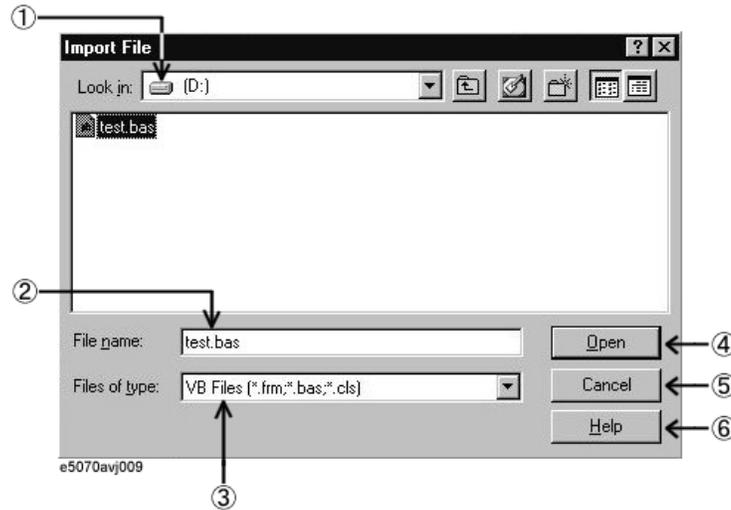 ①
Import File
Look in: (D:)
test.bas
②
File name: test.bas Open ④
Files of type: VB Files (*.frm;*.bas;*.cls) Cancel ⑤
Help ⑥
e5070avj009
③